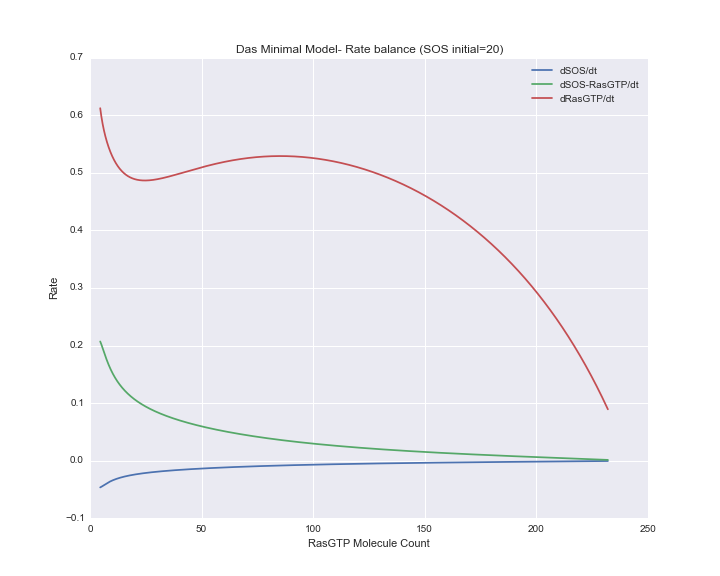 Das Minimal Model- Rate balance (SOS initial=20)
dSOS/dt
dSOS-RasGTP/dt
dRasGTP/dt
0.7
0.6
0.5
0.4
0.3
0.2
0.1
0.0
−0.1
Rate
0 50 100 150 200 250
RasGTP Molecule Count